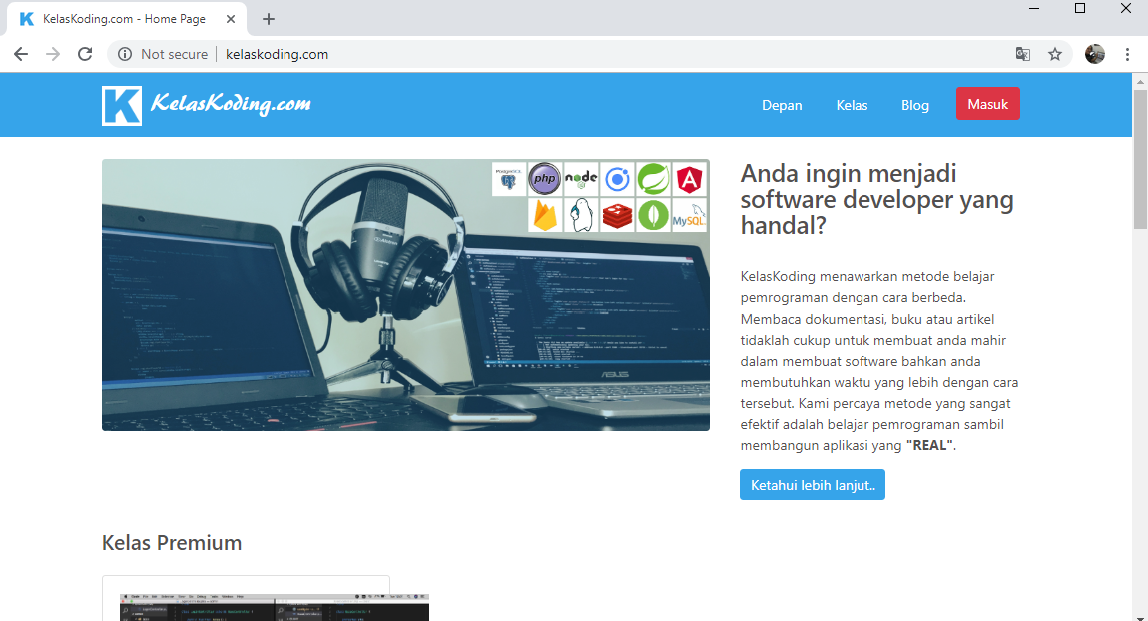 KelasKoding.com - Home Page
Not secure
kelaskoding.com
K KelasKoding.com
Depan
Kelas
Blog
Masuk
PostgreSQL
php
node
MySQL
ASUS
Anda ingin menjadi
software developer yang
handal?
KelasKoding menawarkan metode belajar
pemrograman dengan cara berbeda.
Membaca dokumentasi, buku atau artikel
tidaklah cukup untuk membuat anda mahir
dalam membuat software bahkan anda
membutuhkan waktu yang lebih dengan cara
tersebut. Kami percaya metode yang sangat
efektif adalah belajar pemrograman sambil
membangun aplikasi yang "REAL".
Ketahui lebih lanjut..
Kelas Premium